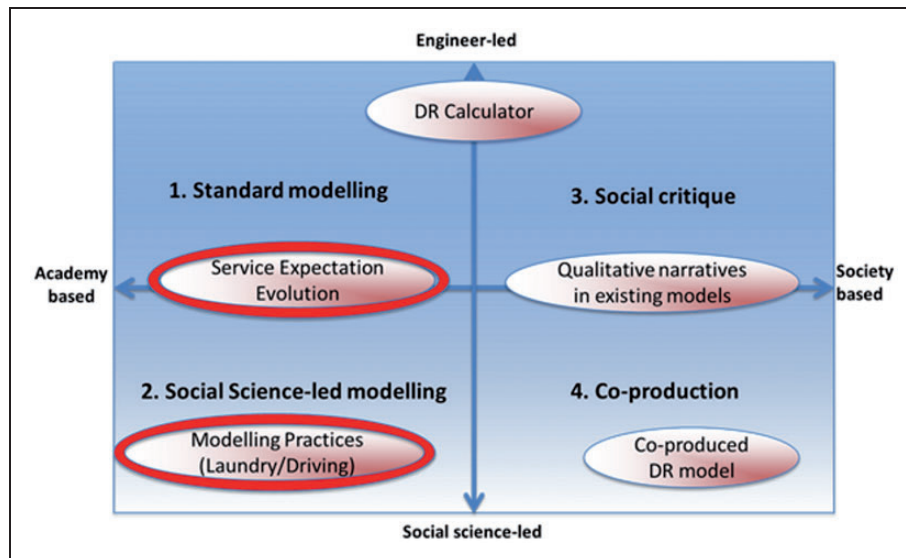 Engineer-led
DR Calculator
1. Standard modelling
3. Social critique
Academy
based
Service Expectation
Evolution
Qualitative narratives
in existing models
Society
based
2. Social Science-led modelling
4. Co-production
Modelling Practices
(Laundry/Driving)
Co-produced
DR model
Social science-led